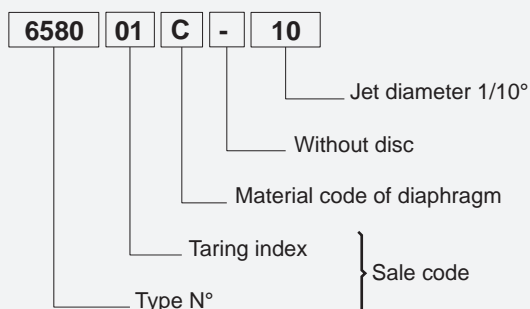 6580 01 C - 10
Jet diameter 1/10°
Without disc
Material code of diaphragm
Taring index
Sale code
Type N°